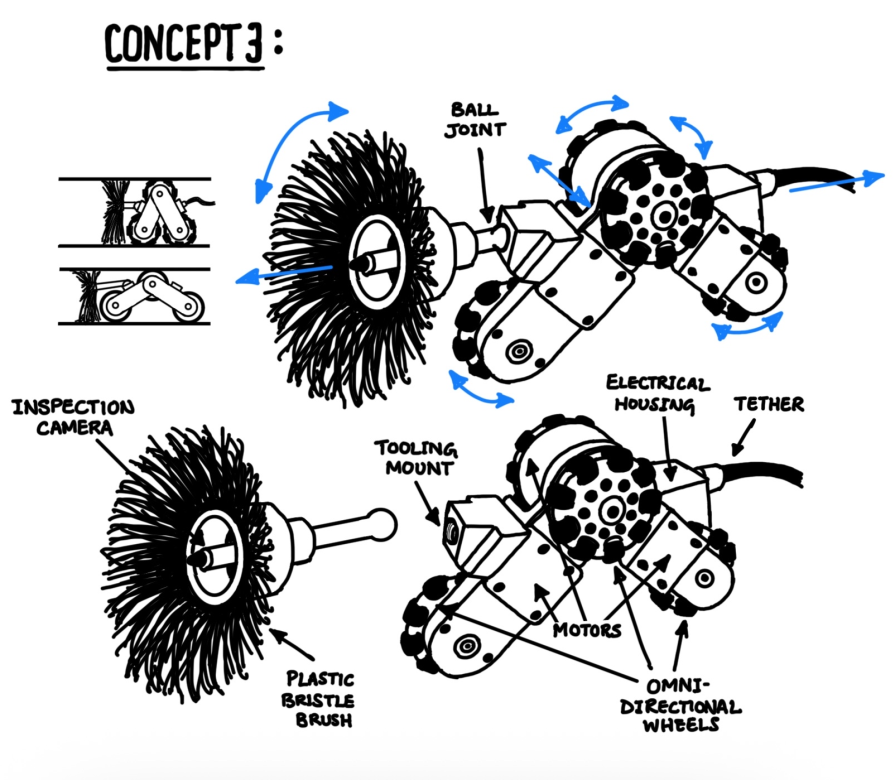 CONCEPT 3:
BALL
JOINT
INSPECTION
CAMERA
ELECTRICAL
HOUSING
TETHER
TOOLING
MOUNT
MOTORS
PLASTIC
BRISTLE
BRUSH
OMNI-
DIRECTIONAL
WHEELS